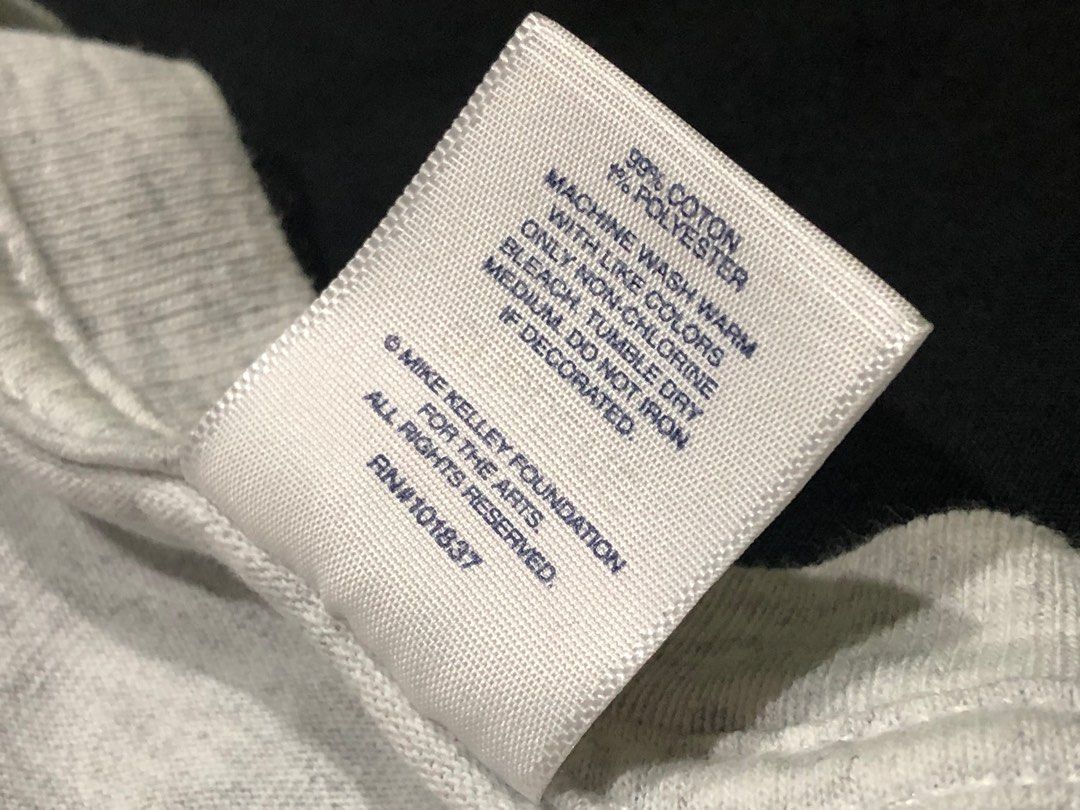 99% COTON
1% POLYESTER
MACHINE WASH WARM
WITH LIKE COLORS
ONLY NON-CHLORINE
BLEACH. TUMBLE DRY
MEDIUM. DO NOT IRON
IF DECORATED.
© MIKE KELLEY FOUNDATION
FOR THE ARTS.
ALL RIGHTS RESERVED.
RN#101837